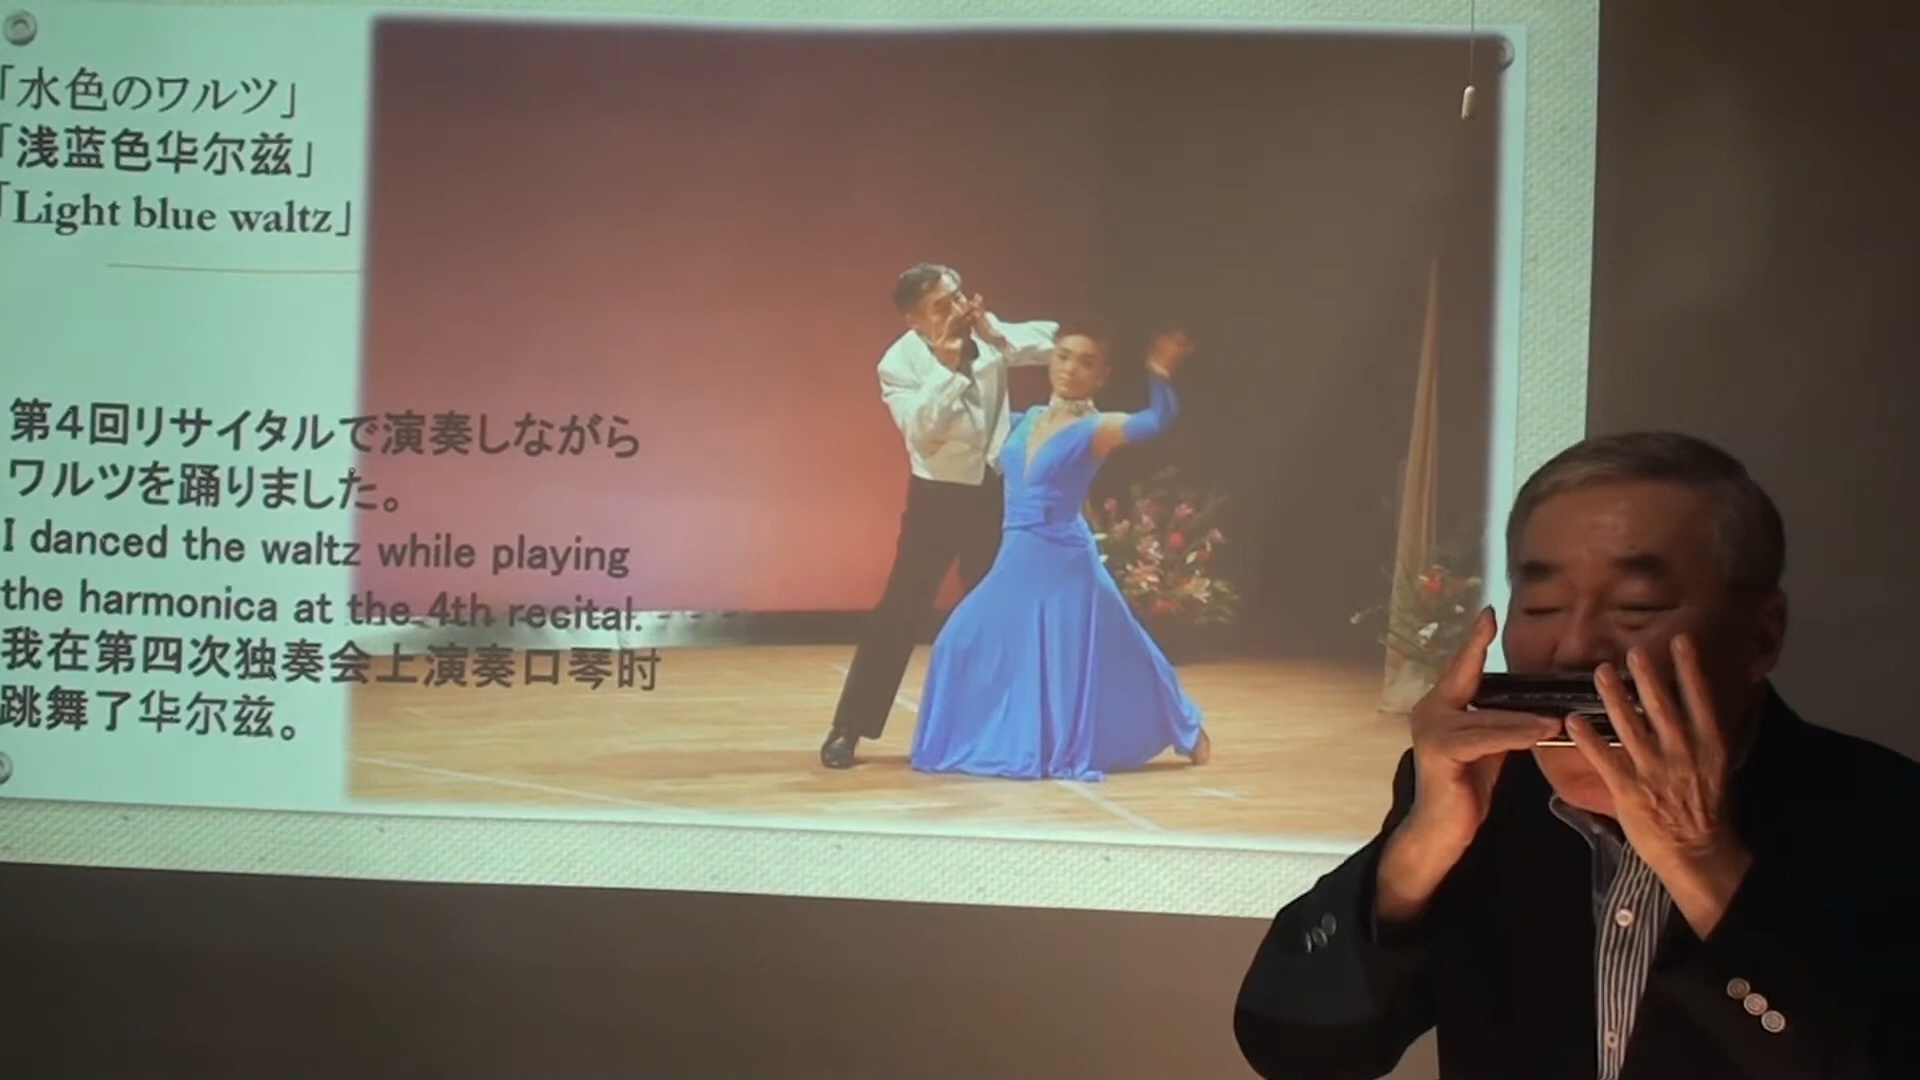 「水色のワルツ」
「浅蓝色华尔兹」
「Light blue waltz」
第4回リサイタルで演奏しながら
ワルツを踊りました。
I danced the waltz while playing
the harmonica at the 4th recital.
我在第四次独奏会上演奏口琴时
跳舞了华尔兹。